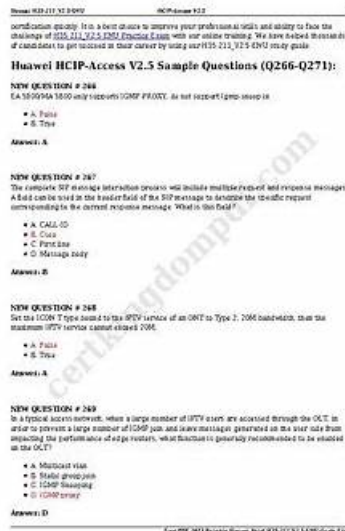 Huawei H35-211_V2.5-ENU HCIP-Access V2.5
certification quickly. It is a best choice to improve your professional skills and ability to face the
challenge of H35-211_V2.5-ENU Practice Exam with our online training. We have helped thousands
of candidates to get succeed in their career by using our H35-211_V2.5-ENU study guide.
Huawei HCIP-Access V2.5 Sample Questions (Q266-Q271):
NEW QUESTION # 266
EA 5800/MA 5800 only supports IGMP PROXY, do not support igmp snoop in
A. False
B. True
Answer: A
NEW QUESTION # 267
The complete SIP message interaction process will include multiple request and response messages.
A field can be used in the header field of the SIP message to describe the specific request
corresponding to the current response message. What is this field?
A. CALL-ID
B. Cseq
C. First line
D. Message body
Answer: B
NEW QUESTION # 268
Set the T-CONT type bound to the IPTV service of an ONT to Type 2, 20M bandwidth, then the
maximum IPTV service cannot exceed 20M.
A. False
B. True
Answer: A
NEW QUESTION # 269
In a typical access network, when a large number of IPTV users are accessed through the OLT, in
order to prevent a large number of IGMP join and leave messages generated on the user side from
impacting the performance of edge routers, what function is generally recommended to be enabled
on the OLT?
A. Multicast vlan
B. Static group join
C. IGMP Snooping
D. IGMP proxy
Answer: D
certkingdompdf.com